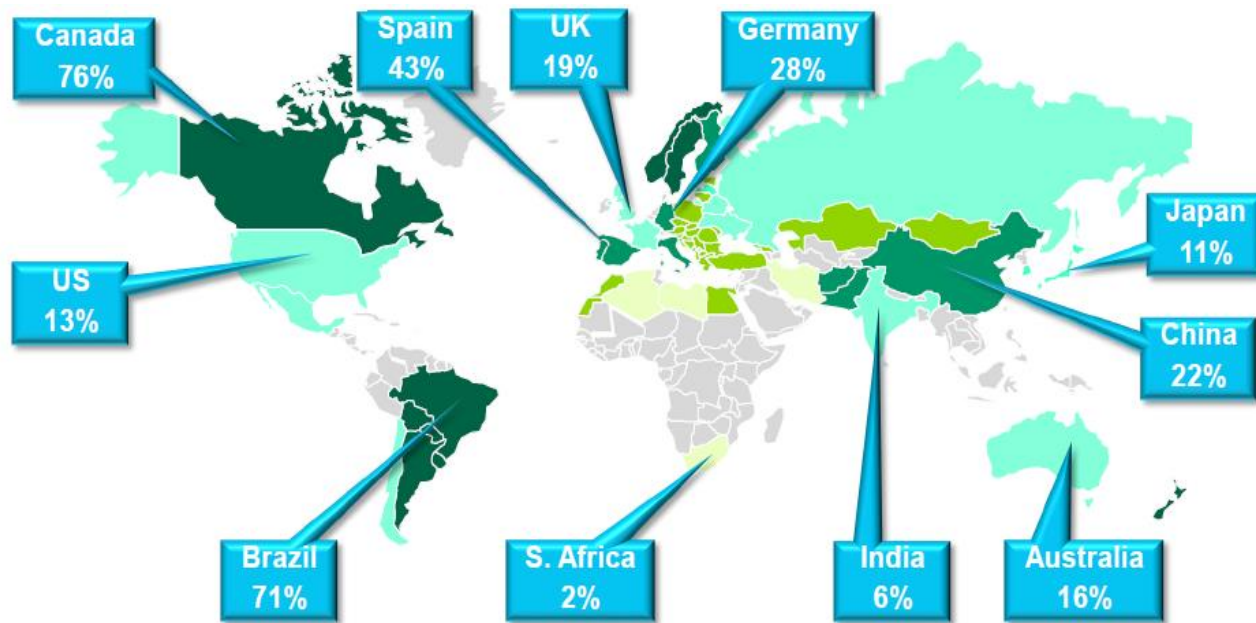 Canada
76%
Spain
43%
UK
19%
Germany
28%
US
13%
Japan
11%
China
22%
Brazil
71%
S. Africa
2%
India
6%
Australia
16%